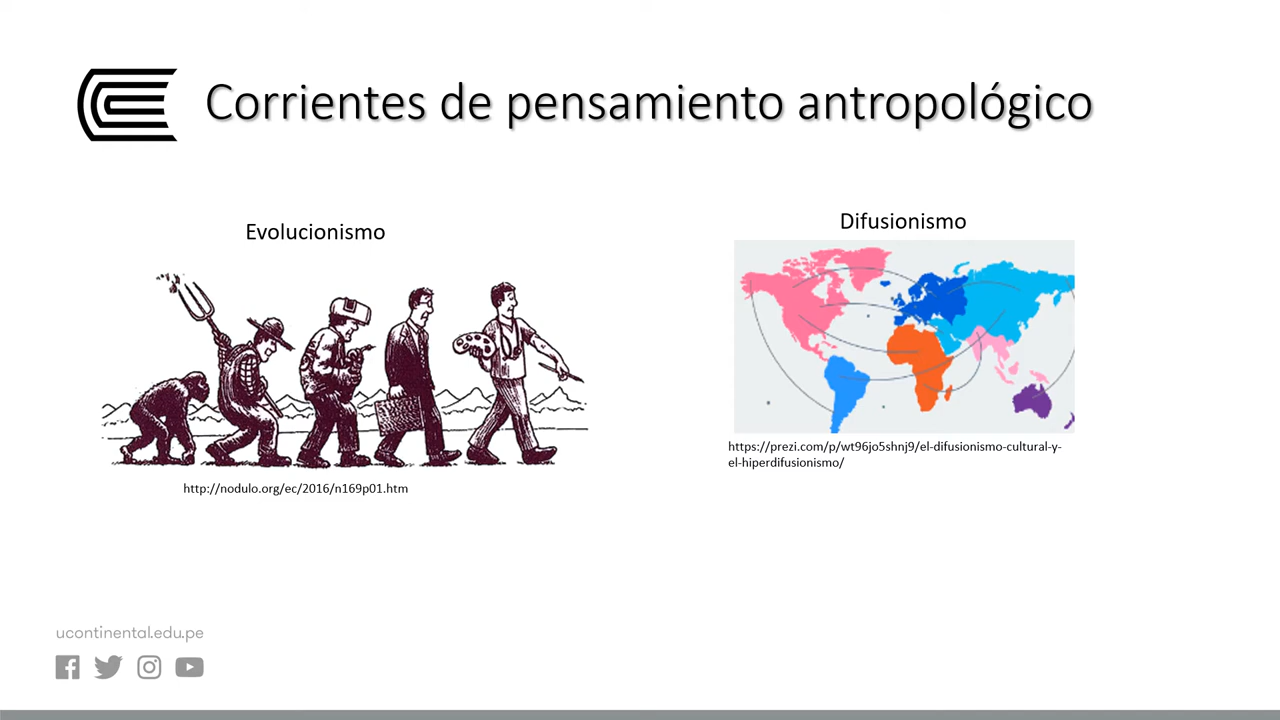 Corrientes de pensamiento antropológico
Evolucionismo
Difusionismo
http://nodulo.org/ec/2016/n169p01.htm
https://prezi.com/p/wt96jo5shnj9/el-difusionismo-cultural-y-
el-hiperdifusionismo/
ucontinental.edu.pe